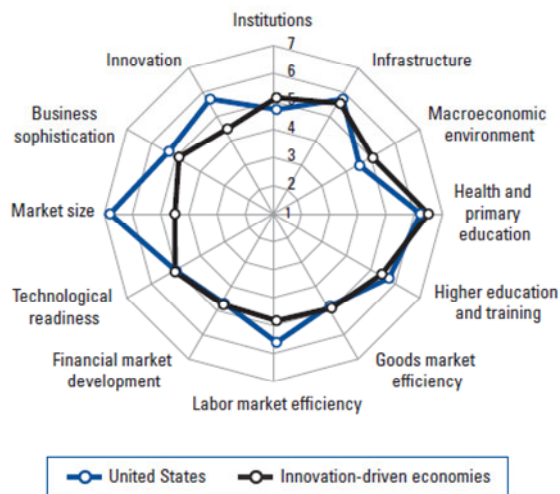 Institutions
Infrastructure
Macroeconomic
environment
Health and
primary
education
Higher education
and training
Goods market
efficiency
Labor market efficiency
Financial market
development
Technological
readiness
Market size
Business
sophistication
Innovation
7
6
5
4
3
2
1
United States
Innovation-driven economies